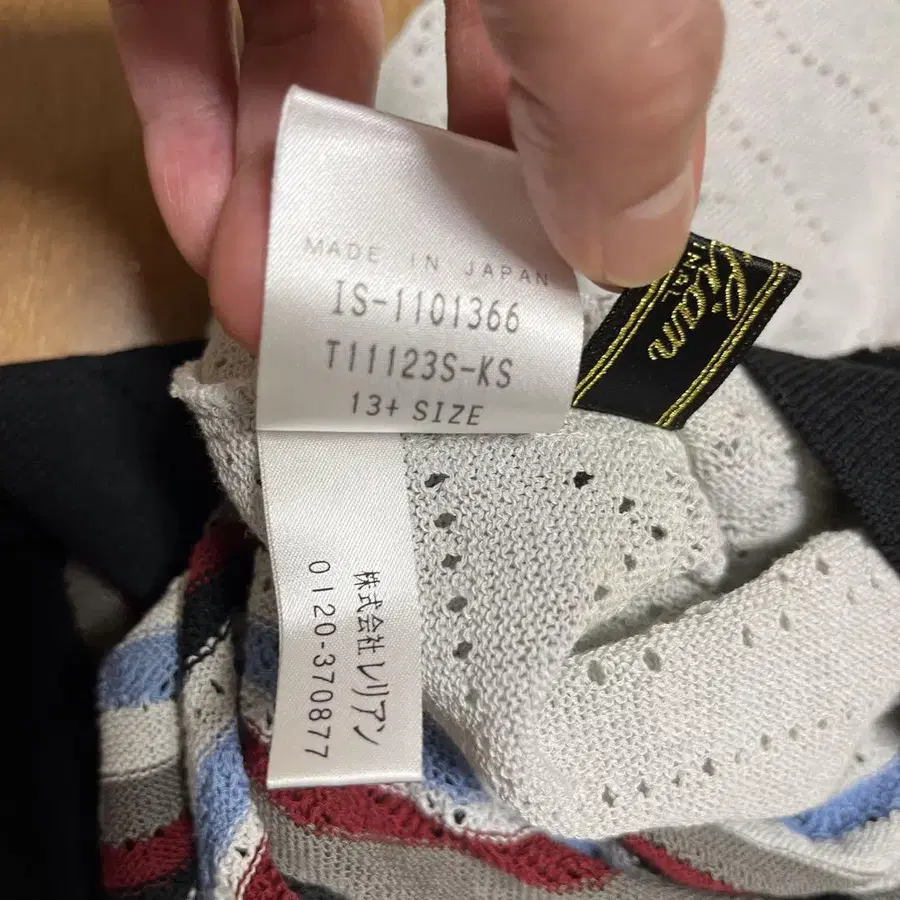 MADE IN JAPAN
IS-1101366
T11123S-KS
13+ SIZE
株式会社 レリアン
0120-370877